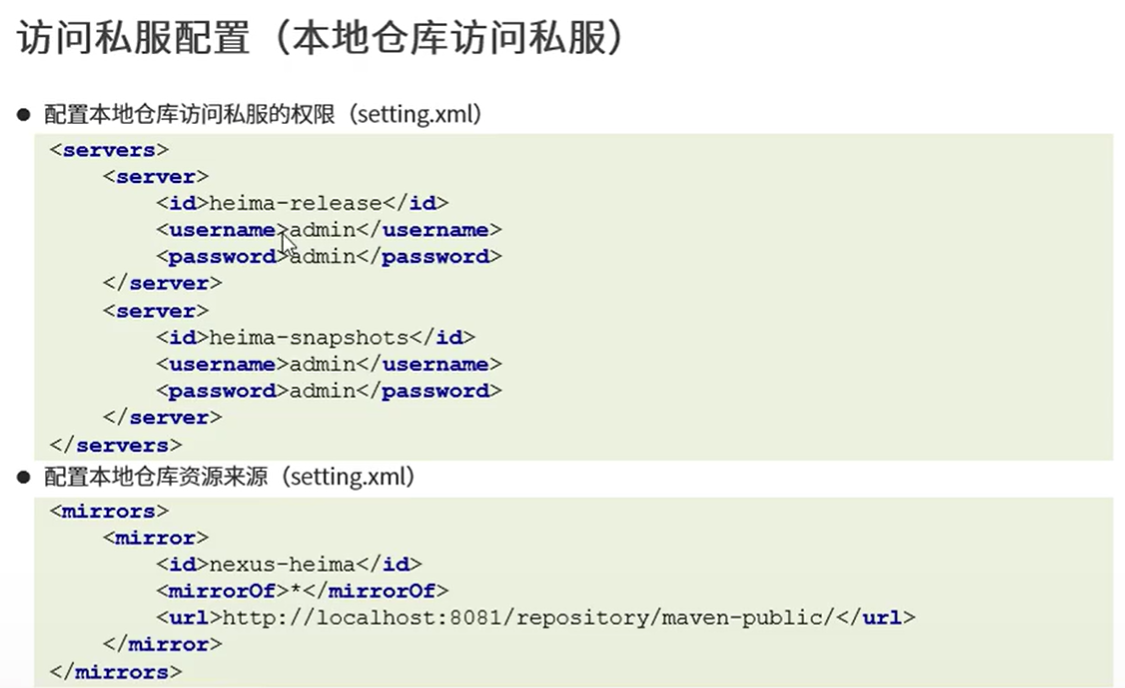 访问私服配置（本地仓库访问私服）
● 配置本地仓库访问私服的权限（setting.xml）
<servers>
<server>
<id>heima-release</id>
<username>admin</username>
<password>admin</password>
</server>
<server>
<id>heima-snapshots</id>
<username>admin</username>
<password>admin</password>
</server>
</servers>
● 配置本地仓库资源来源（setting.xml）
<mirrors>
<mirror>
<id>nexus-heima</id>
<mirrorOf>*</mirrorOf>
<url>http://localhost:8081/repository/maven-public/</url>
</mirror>
</mirrors>